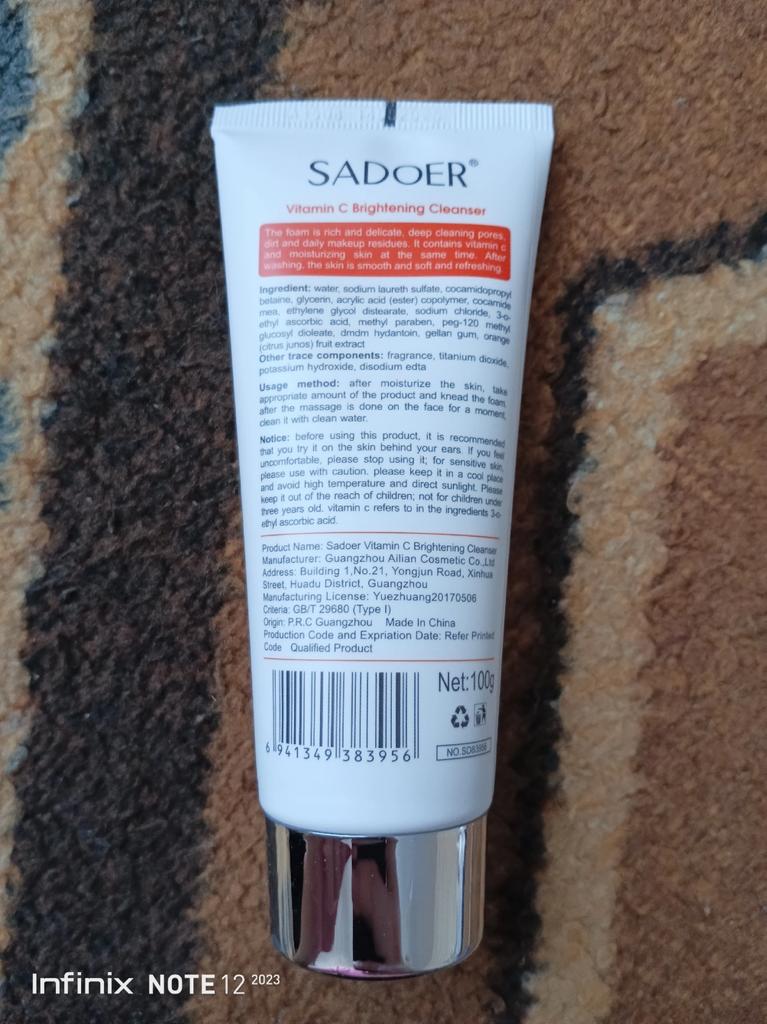 SADOER®
Vitamin C Brightening Cleanser
The foam is rich and delicate, deep cleaning pores,
dirt and daily makeup residues. It contains vitamin c
and moisturizing skin at the same time. After
washing, the skin is smooth and soft and refreshing
Ingredient: water, sodium laureth sulfate, cocamidopropyl
betaine, glycerin, acrylic acid (ester) copolymer, cocamide
mea, ethylene glycol distearate, sodium chloride, 3-o-
ethyl ascorbic acid, methyl paraben, peg-120 methyl
glucosyl dioleate, dmdm hydantoin, gellan gum, orange
(citrus junos) fruit extract
Other trace components: fragrance, titanium dioxide,
potassium hydroxide, disodium edta
Usage method: after moisturize the skin, take
appropriate amount of the product and knead the foam,
after the massage is done on the face for a moment,
clean it with clean water.
Notice: before using this product, it is recommended
that you try it on the skin behind your ears. If you feel
uncomfortable, please stop using it; for sensitive skin,
please use with caution. please keep it in a cool place
and avoid high temperature and direct sunlight. Please
keep it out of the reach of children; not for children under
three years old. vitamin c refers to in the ingredients 3-o-
ethyl ascorbic acid.
Product Name: Sadoer Vitamin C Brightening Cleanser
Manufacturer: Guangzhou Ailian Cosmetic Co.,Ltd
Address: Building 1,No.21, Yongjun Road, Xinhua
Street, Huadu District, Guangzhou
Manufacturing License: Yuezhuang20170506
Criteria: GB/T 29680 (Type I)
Origin: P.R.C Guangzhou Made In China
Production Code and Expriation Date: Refer Printed
Code Qualified Product
Net:100g
6 941349 383956
NO.SD83956
Infinix NOTE 12 2023